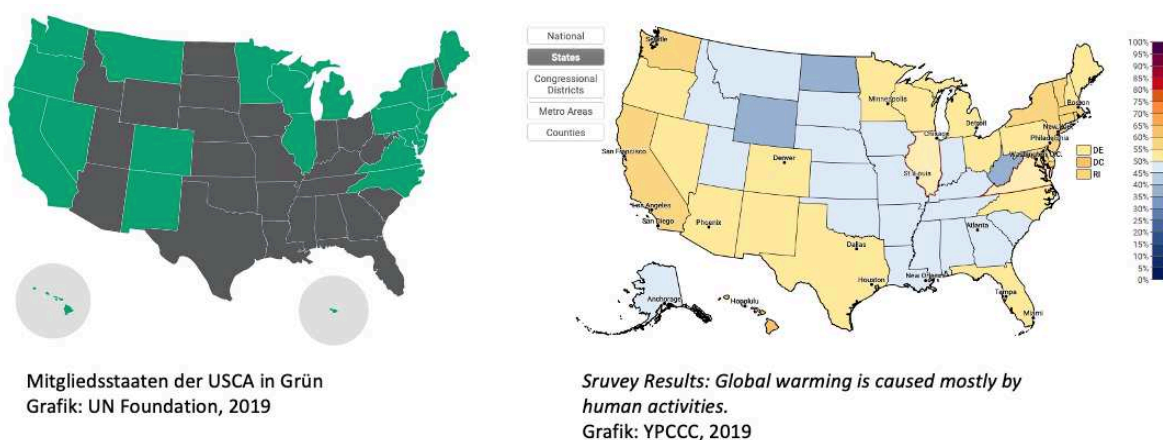 National
States
Congressional
Districts
Metro Areas
Counties
Seattle
Minneapolis
Detroit
Boston
Chicago
New York
Philadelphia
Washington D.C.
San Francisco
Denver
St Louis
Los Angeles
San Diego
Phoenix
Atlanta
Dallas
Houston
New Orleans
Tampa
Miami
Anchorage
Honolulu
DE
DC
RI
100%
95%
90%
85%
80%
75%
70%
65%
60%
55%
50%
45%
40%
35%
30%
25%
20%
15%
10%
5%
0%
Mitgliedsstaaten der USCA in Grün
Grafik: UN Foundation, 2019
Sruvey Results: Global warming is caused mostly by
human activities.
Grafik: YPCCC, 2019